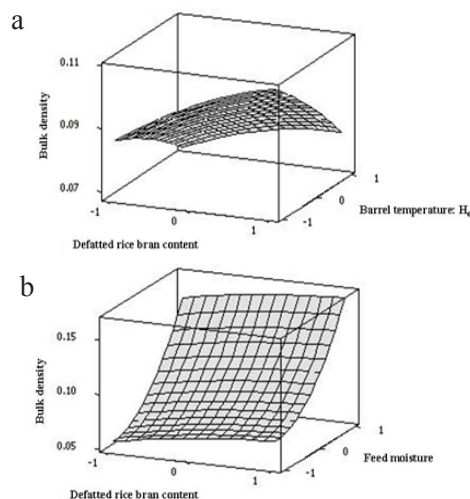 a
0.11
0.09
0.07
Bulk density
-1
0
1
Defatted rice bran content
-1
0
1
Barrel temperature: H4
b
0.15
0.10
0.05
Bulk density
-1
0
1
Defatted rice bran content
-1
0
1
Feed moisture